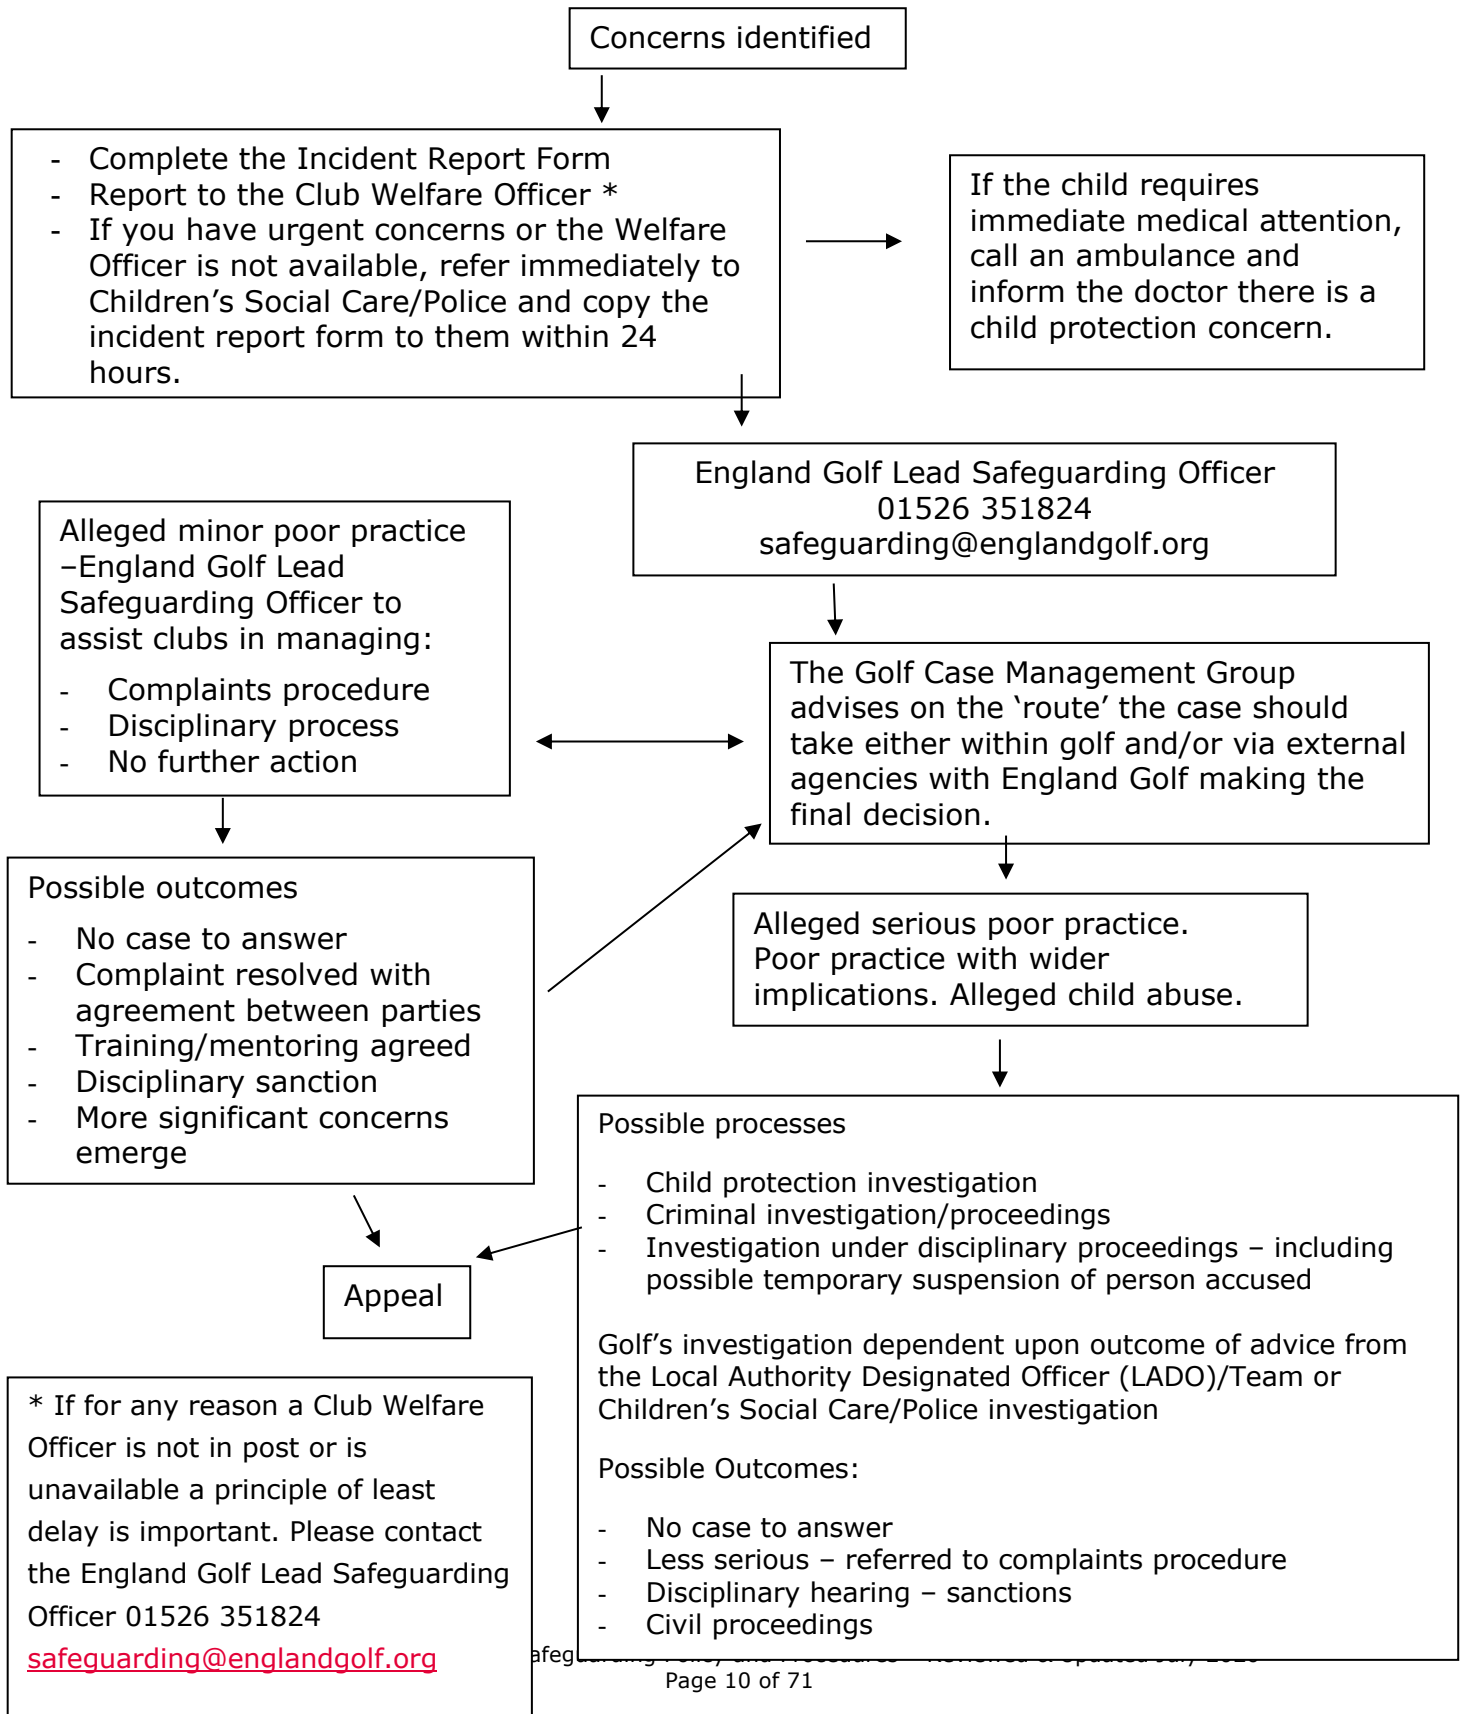 Concerns identified
- Complete the Incident Report Form
- Report to the Club Welfare Officer *
- If you have urgent concerns or the Welfare
Officer is not available, refer immediately to
Children’s Social Care/Police and copy the
incident report form to them within 24
hours.
If the child requires
immediate medical attention,
call an ambulance and
inform the doctor there is a
child protection concern.
England Golf Lead Safeguarding Officer
01526 351824
safeguarding@englandgolf.org
Alleged minor poor practice
–England Golf Lead
Safeguarding Officer to
assist clubs in managing:
- Complaints procedure
- Disciplinary process
- No further action
The Golf Case Management Group
advises on the ‘route’ the case should
take either within golf and/or via external
agencies with England Golf making the
final decision.
Possible outcomes
- No case to answer
- Complaint resolved with
agreement between parties
- Training/mentoring agreed
- Disciplinary sanction
- More significant concerns
emerge
Alleged serious poor practice.
Poor practice with wider
implications. Alleged child abuse.
Possible processes
- Child protection investigation
- Criminal investigation/proceedings
- Investigation under disciplinary proceedings – including
possible temporary suspension of person accused
Golf’s investigation dependent upon outcome of advice from
the Local Authority Designated Officer (LADO)/Team or
Children’s Social Care/Police investigation
Possible Outcomes:
- No case to answer
- Less serious – referred to complaints procedure
- Disciplinary hearing – sanctions
- Civil proceedings
Appeal
* If for any reason a Club Welfare
Officer is not in post or is
unavailable a principle of least
delay is important. Please contact
the England Golf Lead Safeguarding
Officer 01526 351824
safeguarding@englandgolf.org
Page 10 of 71